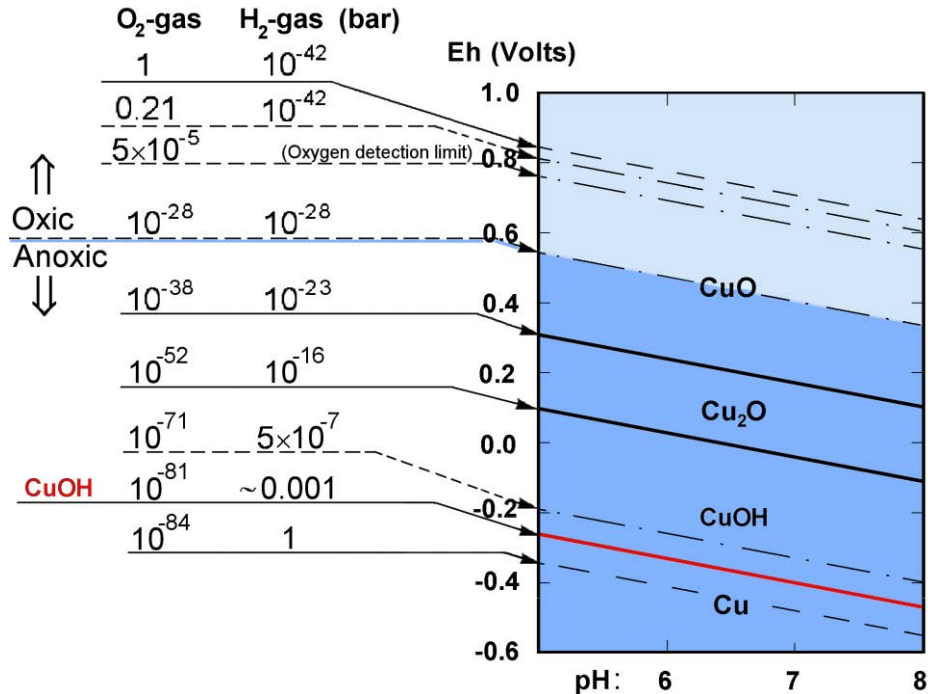 O₂-gas H₂-gas (bar)
Eh (Volts)
1 10⁻⁴²
1.0
0.21 10⁻⁴²
5×10⁻⁵ (Oxygen detection limit)
0.8
Oxic 10⁻²⁸ 10⁻²⁸
0.6
Anoxic
CuO
10⁻³⁸ 10⁻²³
0.4
10⁻⁵² 10⁻¹⁶
0.2
Cu₂O
10⁻⁷¹ 5×10⁻⁷
0.0
CuOH 10⁻⁸¹ ~0.001
-0.2
CuOH
10⁻⁸⁴ 1
-0.4
Cu
-0.6
pH: 6 7 8